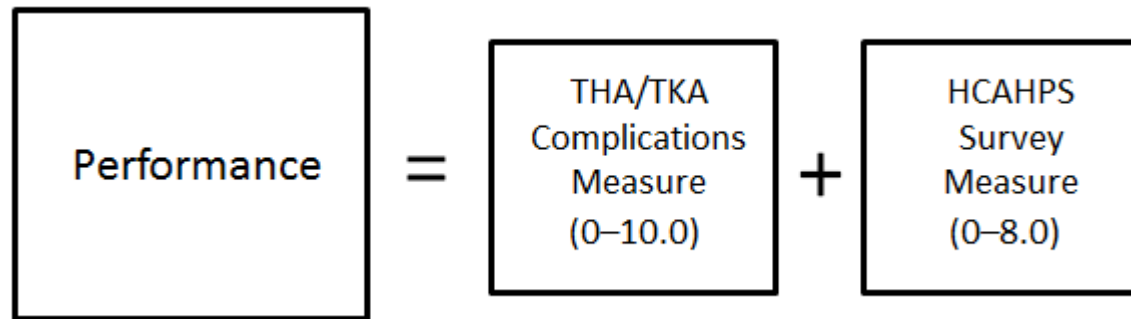 Performance
=
THA/TKA
Complications
Measure
(0–10.0)
+
HCAHPS
Survey
Measure
(0–8.0)